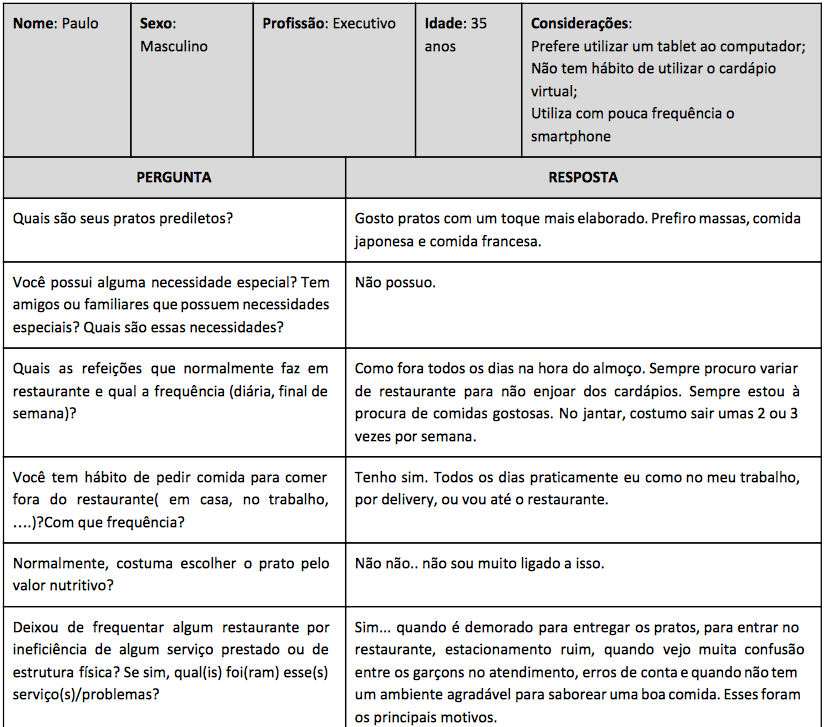 Nome: Paulo
Sexo:
Masculino
Profissão: Executivo
Idade: 35
anos
Considerações:
Prefere utilizar um tablet ao computador;
Não tem hábito de utilizar o cardápio
virtual;
Utiliza com pouca frequência o
smartphone
PERGUNTA
RESPOSTA
Quais são seus pratos prediletos?
Gosto pratos com um toque mais elaborado. Prefiro massas, comida
japonesa e comida francesa.
Você possui alguma necessidade especial? Tem
amigos ou familiares que possuem necessidades
especiais? Quais são essas necessidades?
Não possuo.
Quais as refeições que normalmente faz em
restaurante e qual a frequência (diária, final de
semana)?
Como fora todos os dias na hora do almoço. Sempre procuro variar
de restaurante para não enjoar dos cardápios. Sempre estou à
procura de comidas gostosas. No jantar, costumo sair umas 2 ou 3
vezes por semana.
Você tem hábito de pedir comida para comer
fora do restaurante( em casa, no trabalho,
....)?Com que frequência?
Tenho sim. Todos os dias praticamente eu como no meu trabalho,
por delivery, ou vou até o restaurante.
Normalmente, costuma escolher o prato pelo
valor nutritivo?
Não não.. não sou muito ligado a isso.
Deixou de frequentar algum restaurante por
ineficiência de algum serviço prestado ou de
estrutura física? Se sim, qual(is) foi(ram) esse(s)
serviço(s)/problemas?
Sim... quando é demorado para entregar os pratos, para entrar no
restaurante, estacionamento ruim, quando vejo muita confusão
entre os garçons no atendimento, erros de conta e quando não tem
um ambiente agradável para saborear uma boa comida. Esses foram
os principais motivos.